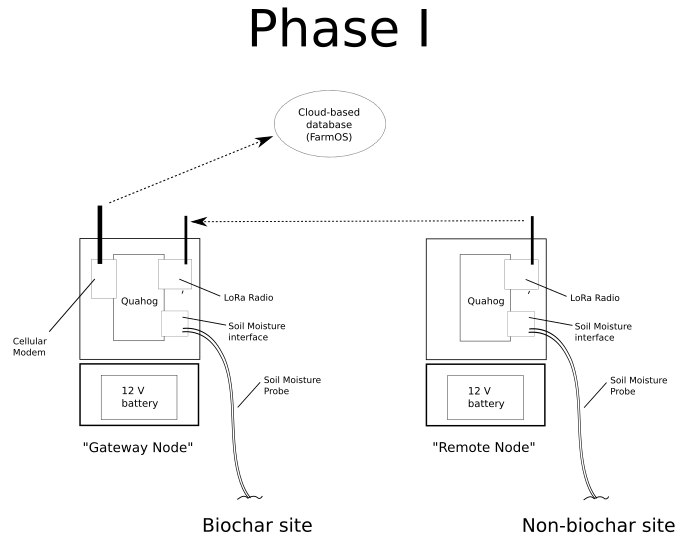 Phase I
Cloud-based
database
(FarmOS)
Quahog
LoRa Radio
Soil Moisture
interface
Cellular
Modem
12 V
battery
Soil Moisture
Probe
"Gateway Node"
Biochar site
Quahog
LoRa Radio
Soil Moisture
interface
12 V
battery
Soil Moisture
Probe
"Remote Node"
Non-biochar site